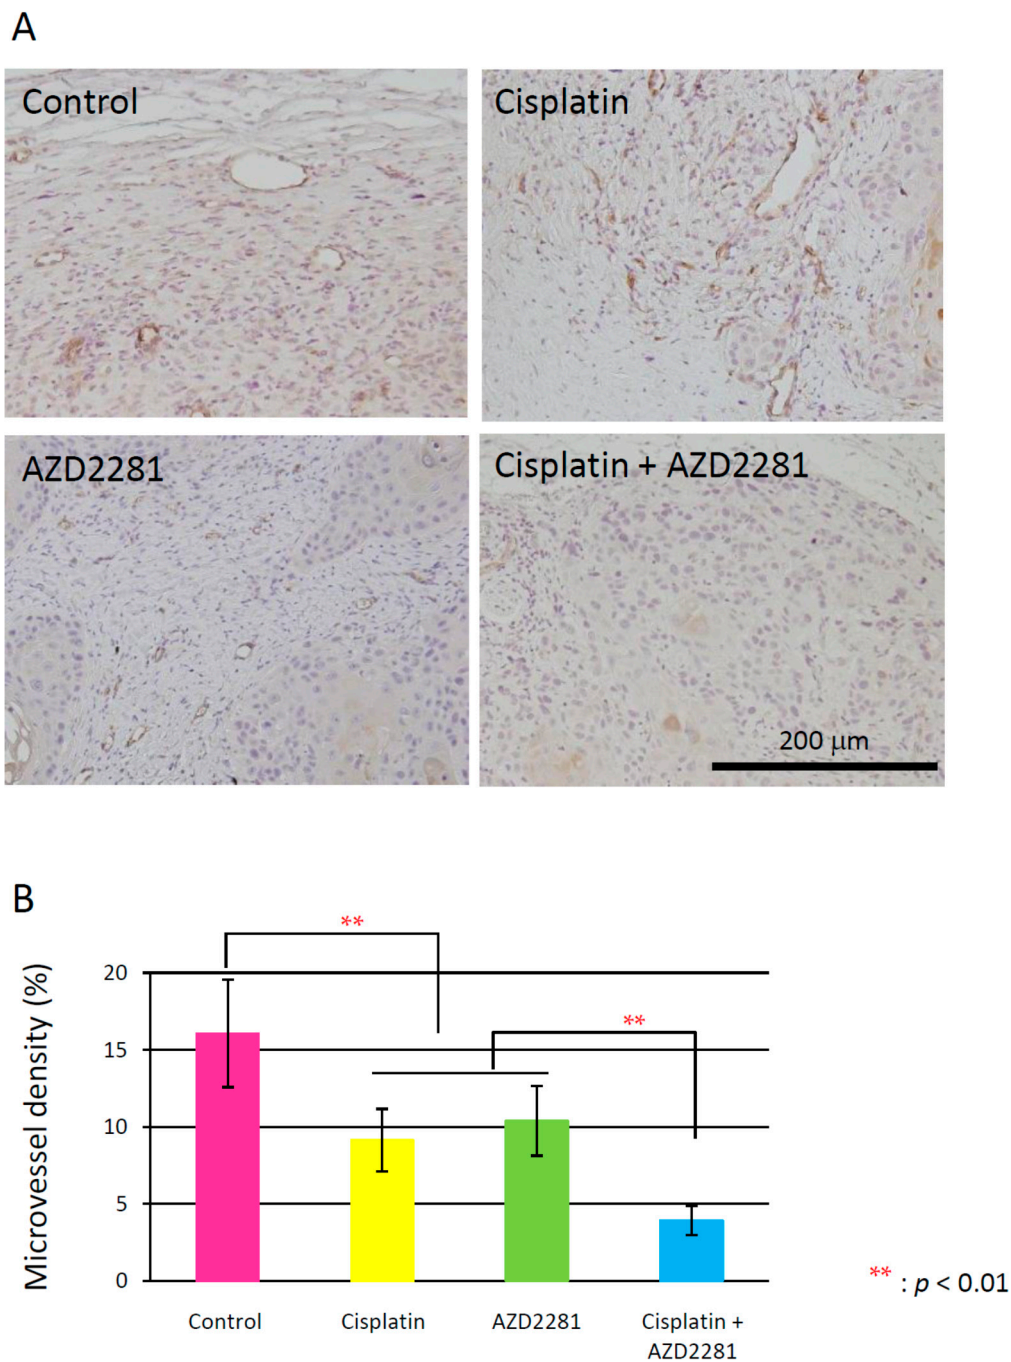 A
Control
Cisplatin
AZD2281
Cisplatin + AZD2281
200 μm
B
Microvessel density (%)
**
**
20
15
10
5
0
Control
Cisplatin
AZD2281
Cisplatin +
AZD2281
** : p < 0.01